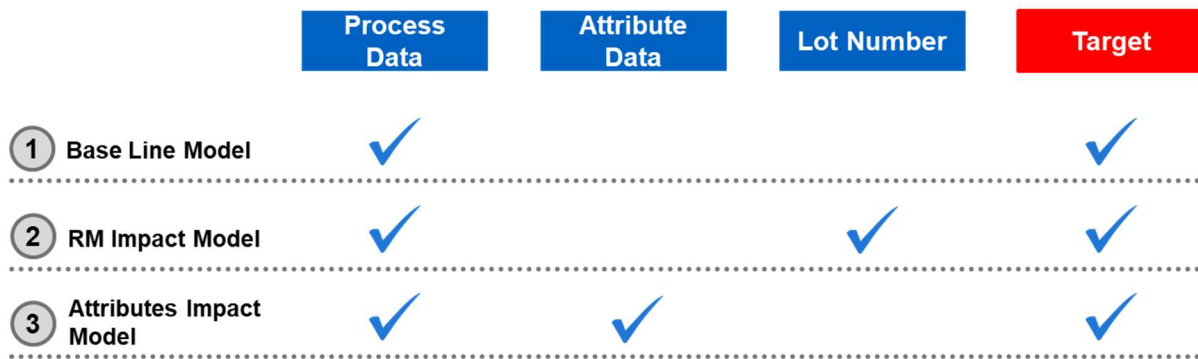 Process
Data
Attribute
Data
Lot Number
Target
1 Base Line Model
2 RM Impact Model
3 Attributes Impact
Model